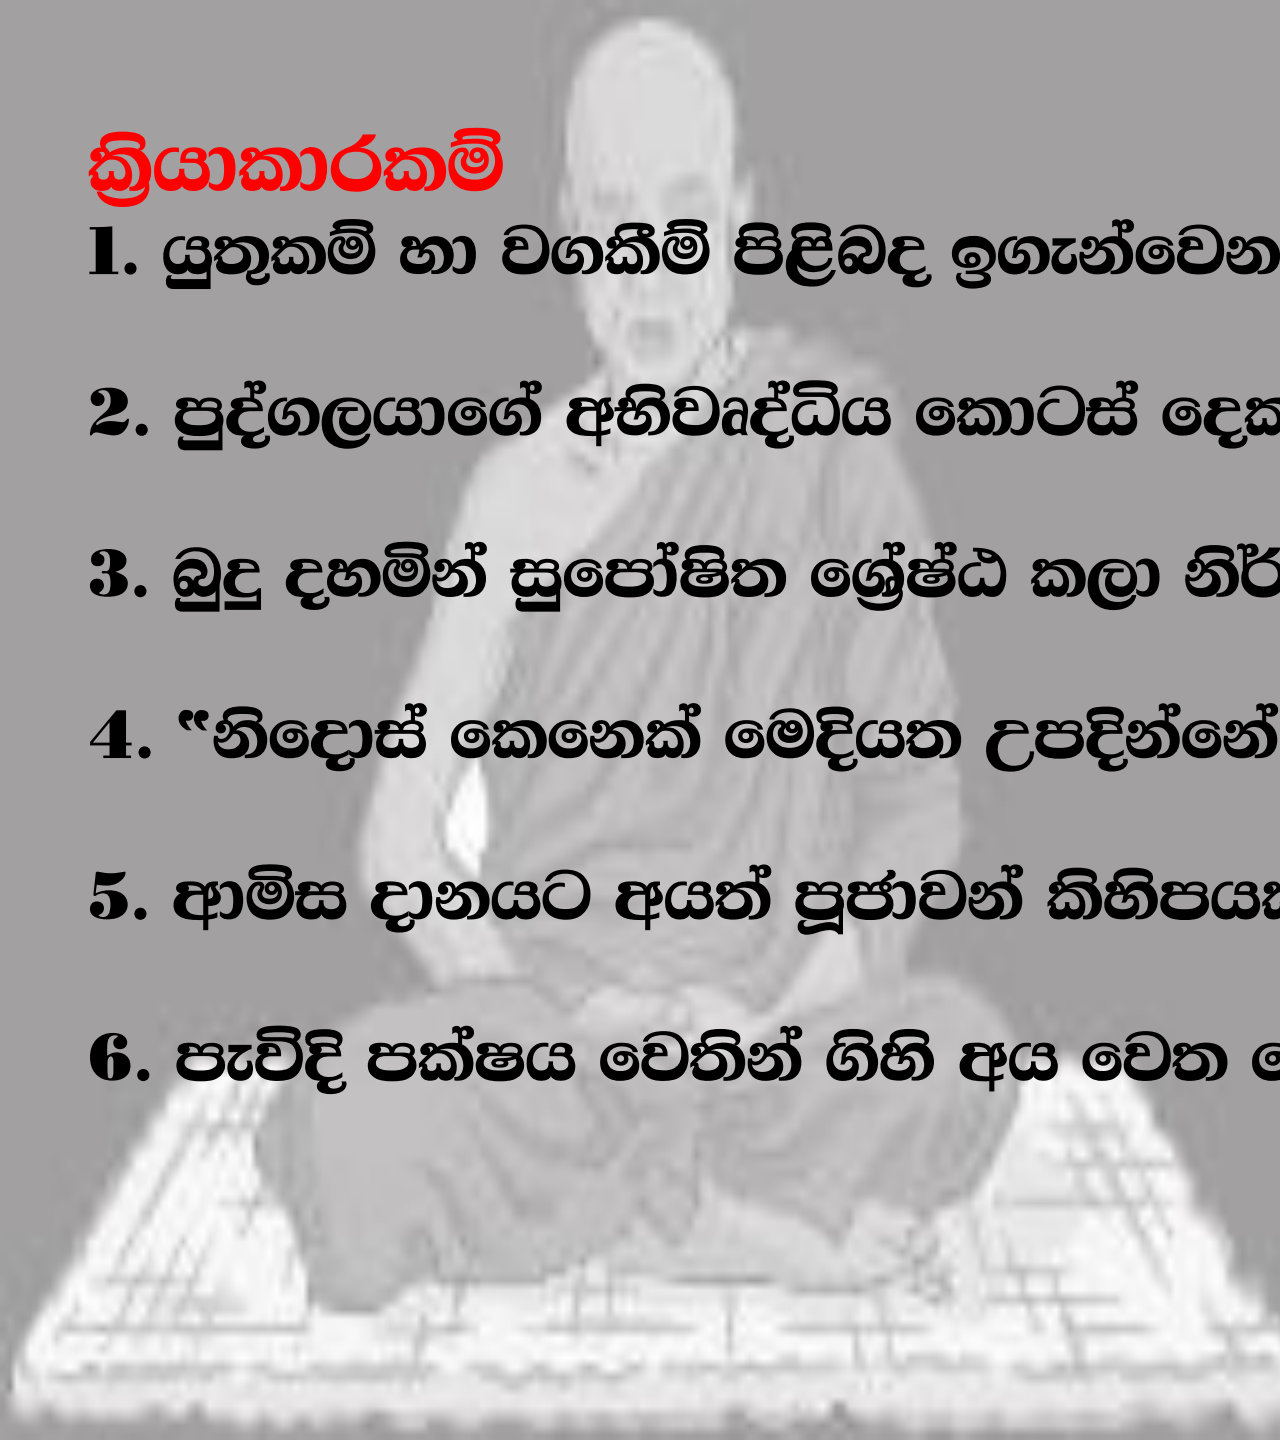 ක්‍රියාකාරකම්
1. යුතුකම් හා වගකීම් පිළිබඳ ඉගැන්වෙන
2. පුද්ගලයාගේ අභිවෘද්ධිය කොටස් දෙක
3. බුදු දහමින් සුපෝෂිත ශ්‍රේෂ්ඨ කලා
4. “නිදොස් කෙනෙක් මෙදියත උපදින්නේ
5. ආමිස දානයට අයත් පූජාවන්
6. පැවිදි පක්ෂය වෙතින් ගිහි අය වෙත